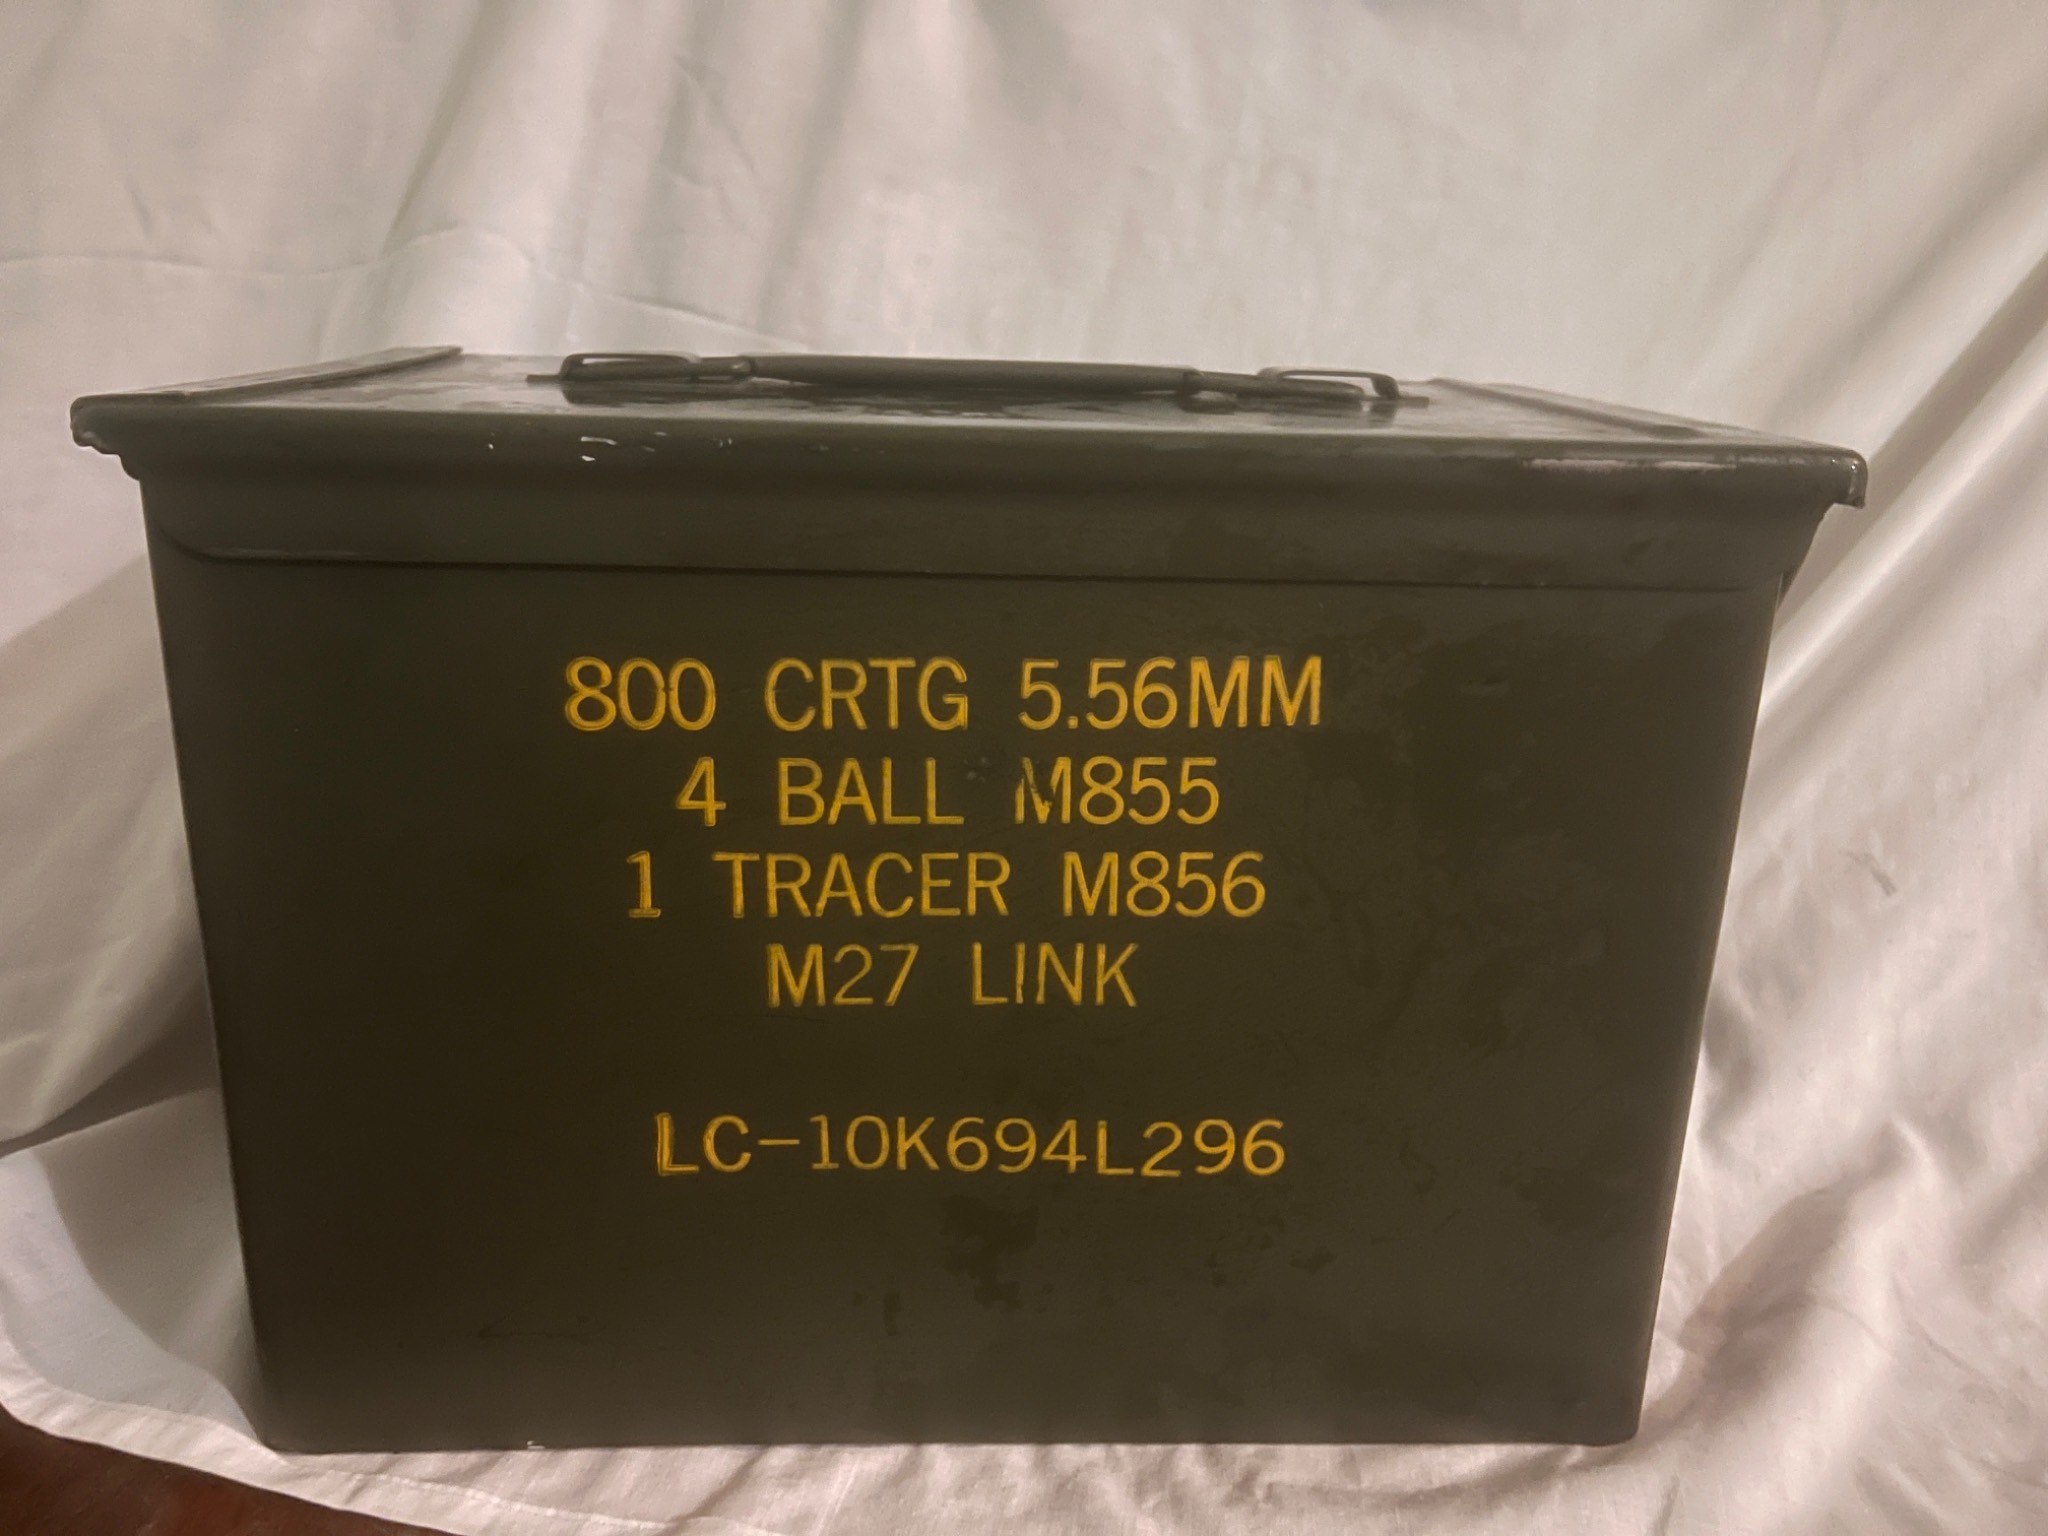 800 CRTG 5.56MM
4 BALL M855
1 TRACER M856
M27 LINK
LC-10K694L296